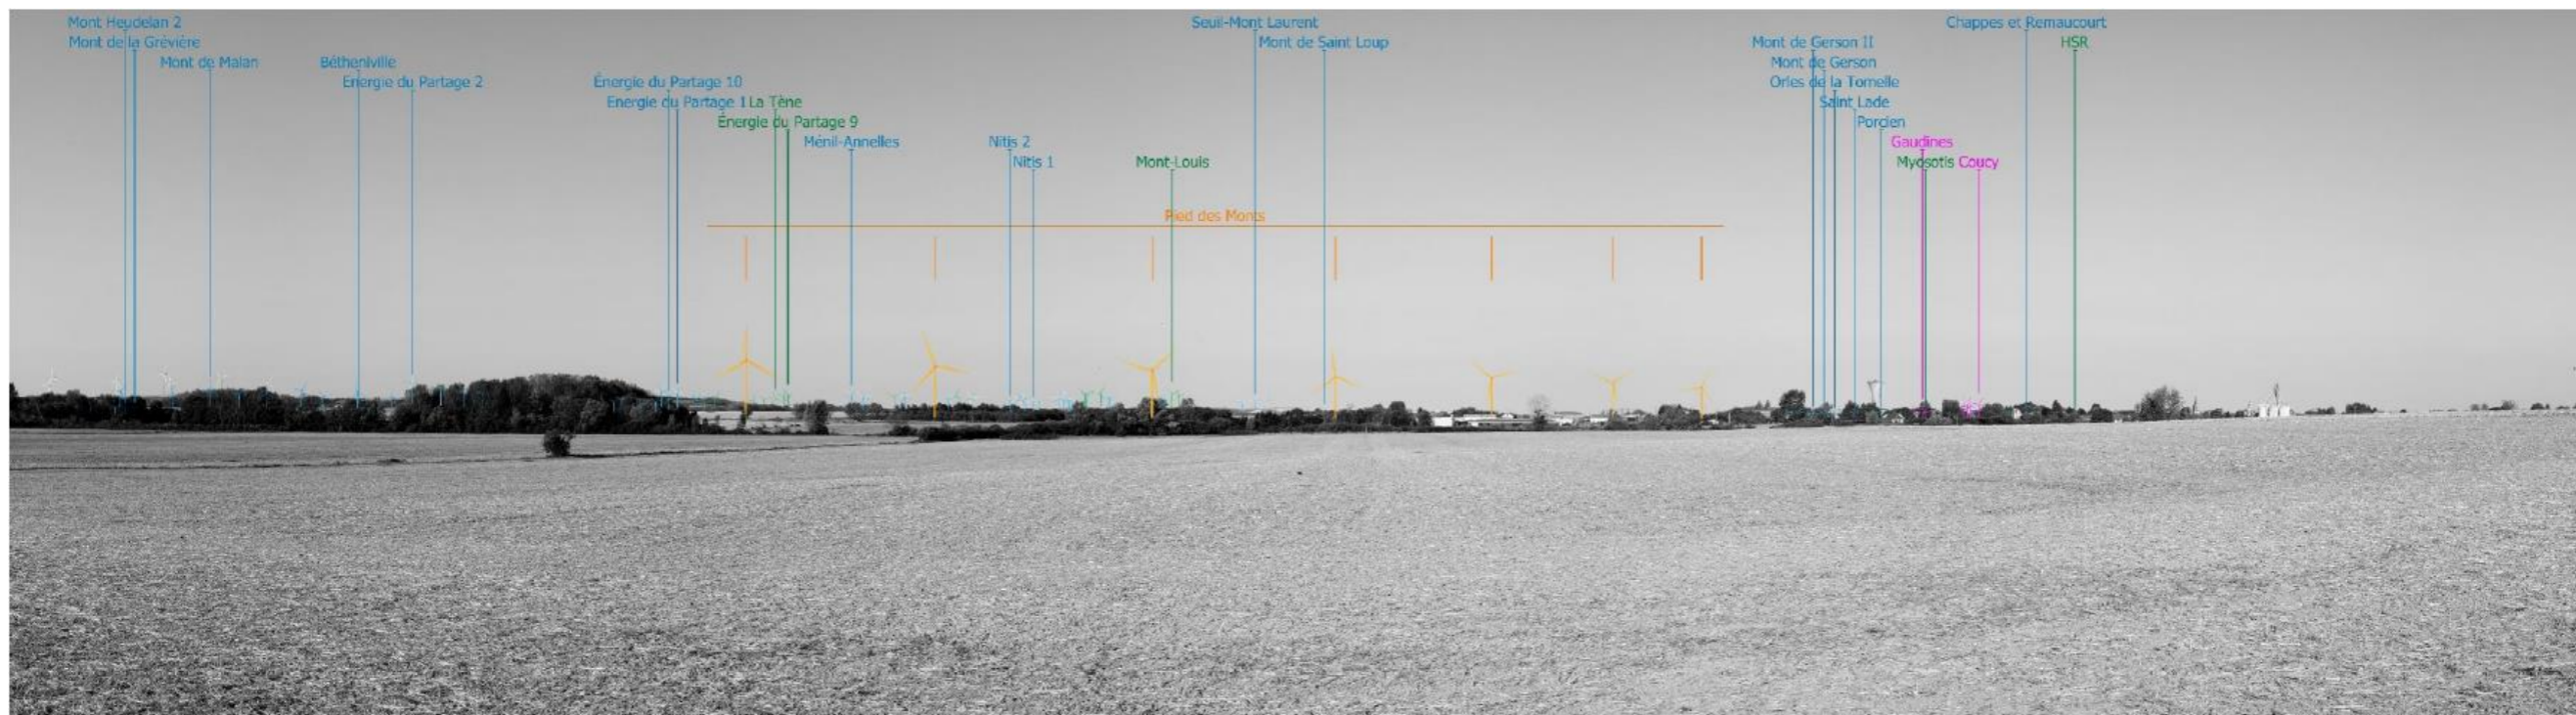 Mont Heudelan 2
Seuil-Mont Laurent
Chappes et Remaucourt
Mont de la Grévière
Mont de Saint Loup
Mont de Gerson II
HSR
Mont de Malan
Bétheniville
Mont de Gerson
Energie du Partage 2
Énergie du Partage 10
Orles de la Tomelle
Energie du Partage 1
La Tène
Saint Lade
Énergie du Partage 9
Porcien
Ménil-Annelles
Nitis 2
Gaudines
Nitis 1
Mont-Louis
Myosotis
Coucy
Pied des Monts